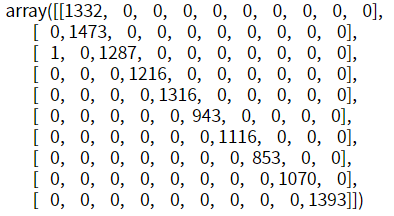 array([[1332, 0, 0, 0, 0, 0, 0, 0, 0, 0],
[ 0,1473, 0, 0, 0, 0, 0, 0, 0, 0],
[ 1, 0,1287, 0, 0, 0, 0, 0, 0, 0],
[ 0, 0, 0,1216, 0, 0, 0, 0, 0, 0],
[ 0, 0, 0, 0,1316, 0, 0, 0, 0, 0],
[ 0, 0, 0, 0, 0, 943, 0, 0, 0, 0],
[ 0, 0, 0, 0, 0, 0,1116, 0, 0, 0],
[ 0, 0, 0, 0, 0, 0, 0, 853, 0, 0],
[ 0, 0, 0, 0, 0, 0, 0, 0,1070, 0],
[ 0, 0, 0, 0, 0, 0, 0, 0, 0,1393]])